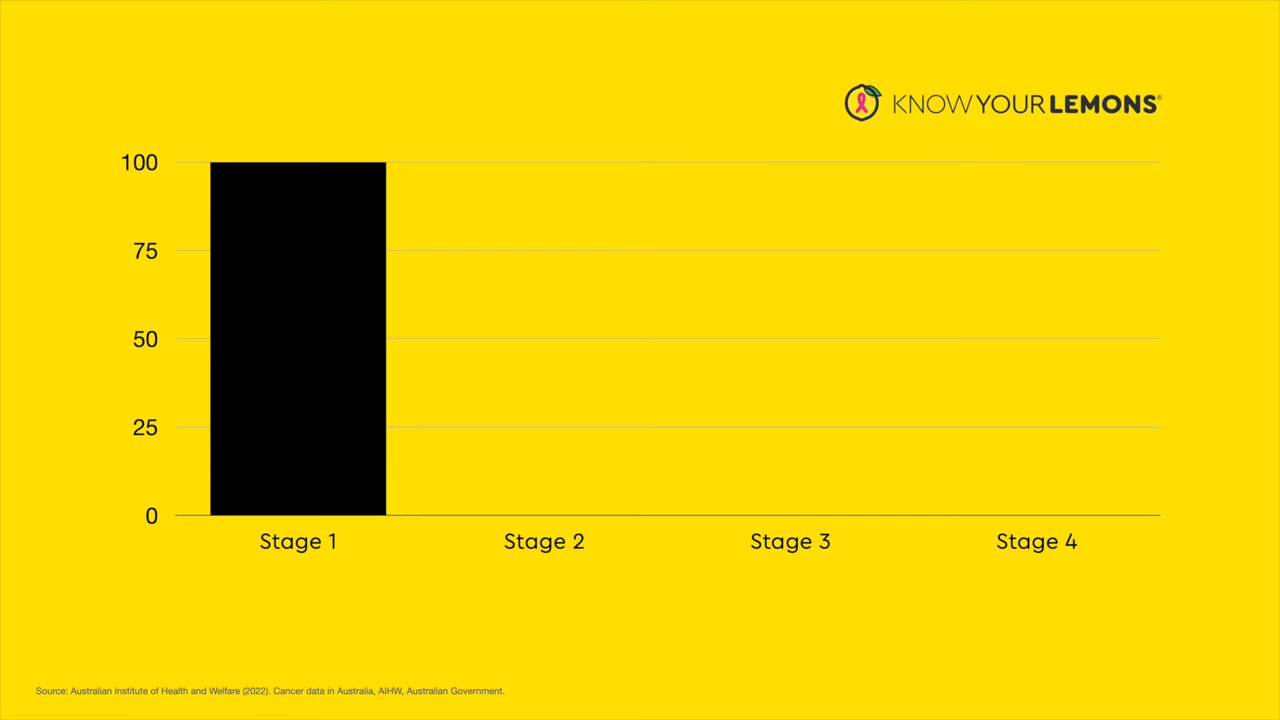 KNOW YOUR LEMONS®
100
75
50
25
0
Stage 1 Stage 2 Stage 3 Stage 4
Source: Australian Institute of Health and Welfare (2022). Cancer data in Australia, AIHW, Australian Government.